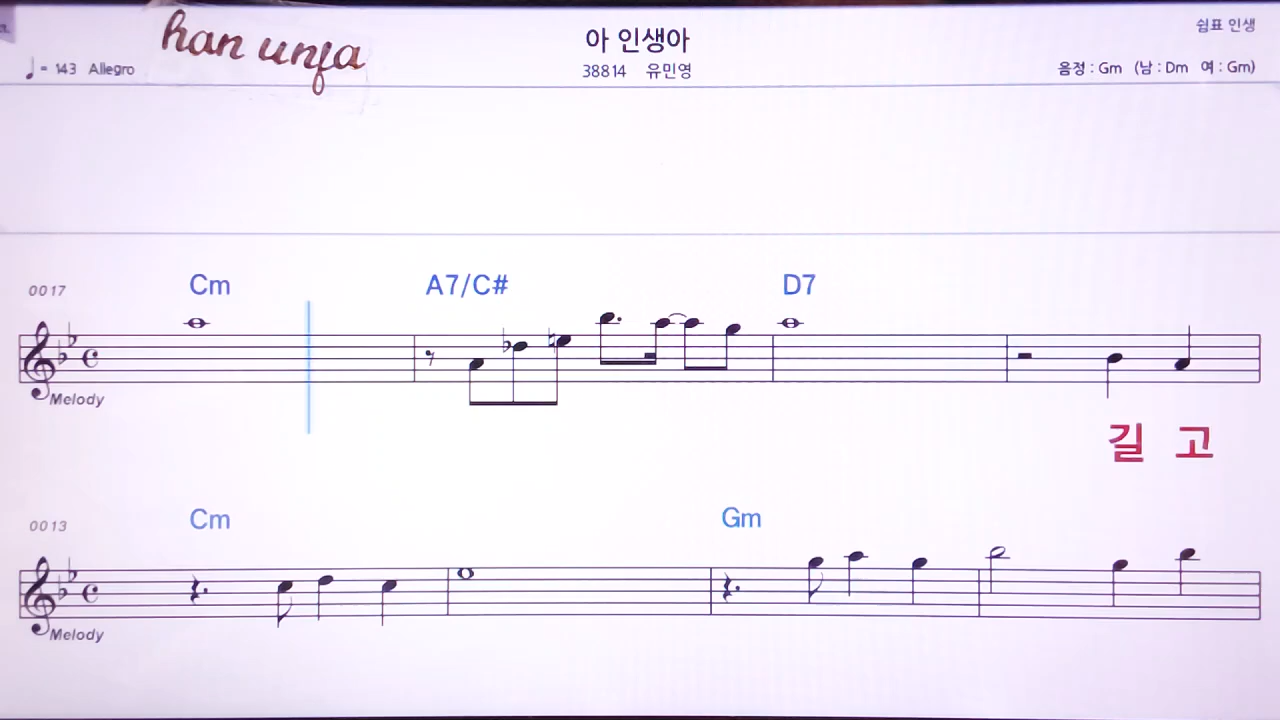 han unfa
아 인생아
쉼표 인생
♩= 143 Allegro
38814 유민영
음정 : Gm (남 : Dm 여 : Gm)
0017 Cm A7/C# D7
Melody
길 고
0013 Cm Gm
Melody